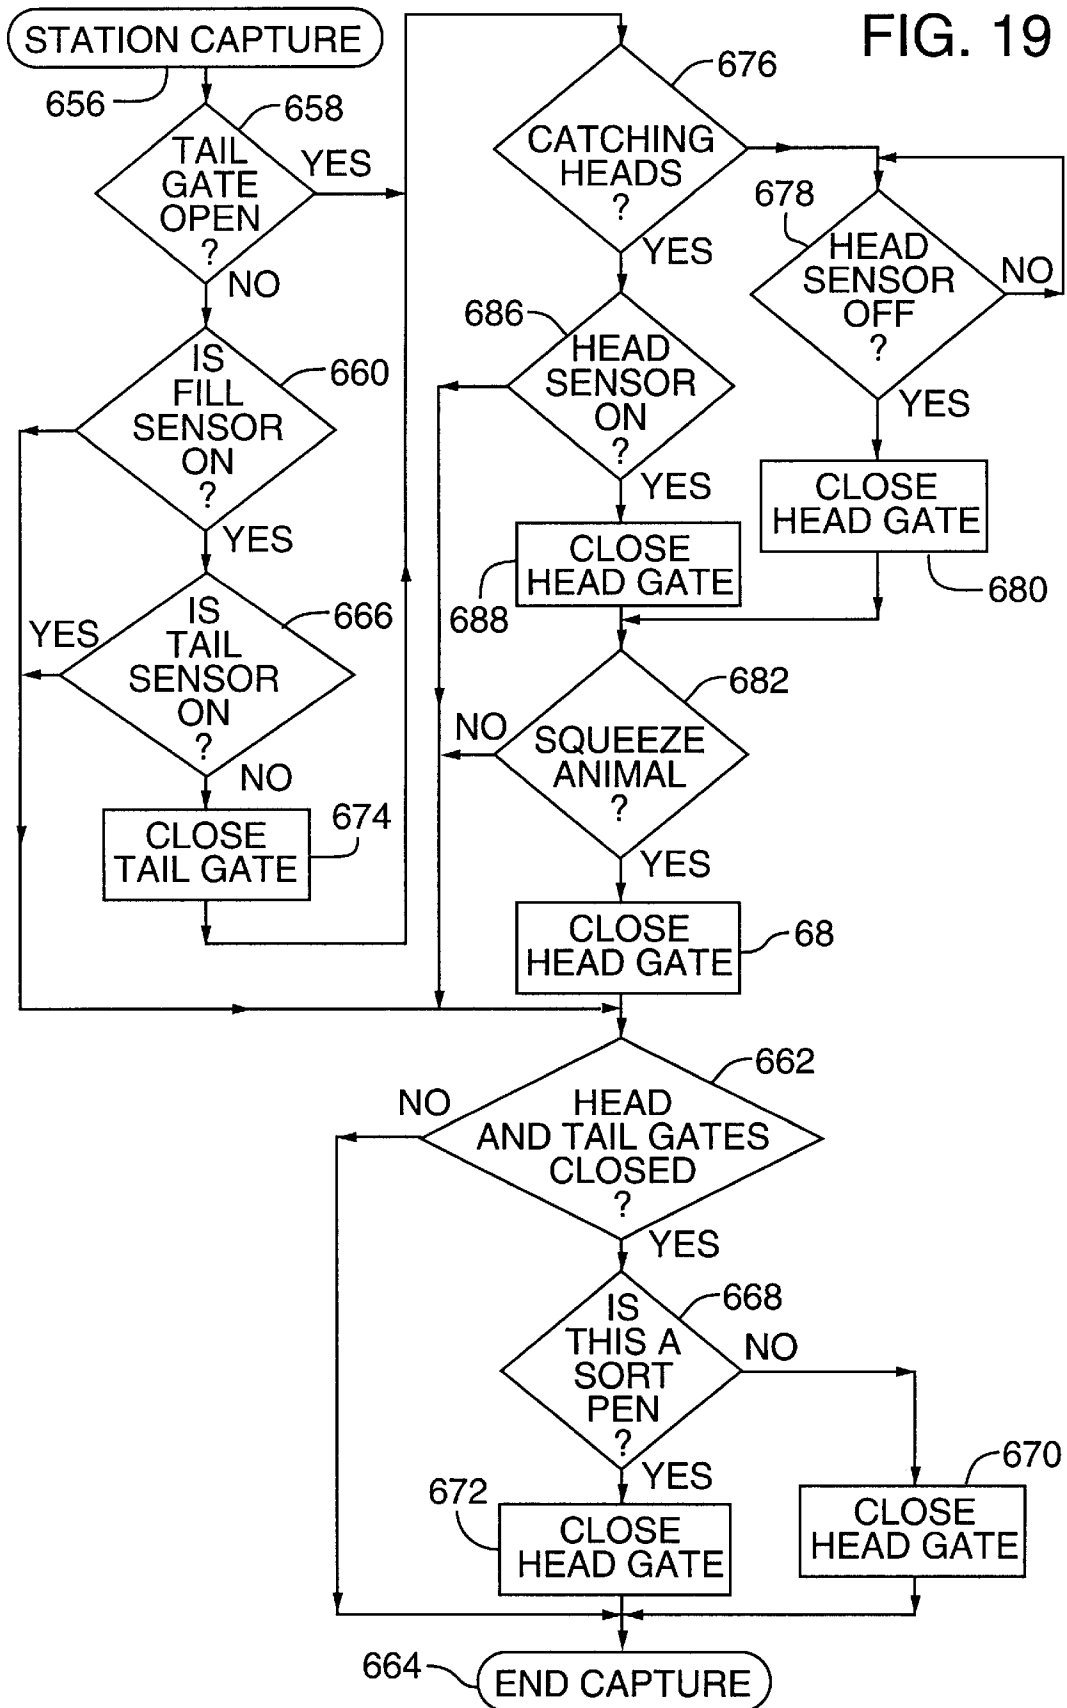 FIG. 19
STATION CAPTURE
656
658
TAIL
GATE
OPEN
?
YES
NO
660
IS
FILL
SENSOR
ON
?
YES
666
IS
TAIL
SENSOR
ON
?
YES
NO
674
CLOSE
TAIL GATE
676
CATCHING
HEADS
?
YES
678
HEAD
SENSOR
OFF
?
NO
YES
CLOSE
HEAD GATE
680
686
HEAD
SENSOR
ON
?
YES
CLOSE
HEAD GATE
688
682
SQUEEZE
ANIMAL
?
NO
YES
CLOSE
HEAD GATE
68
662
HEAD
AND TAIL GATES
CLOSED
?
NO
YES
668
IS
THIS A
SORT
PEN
?
NO
YES
672
CLOSE
HEAD GATE
670
CLOSE
HEAD GATE
664
END CAPTURE